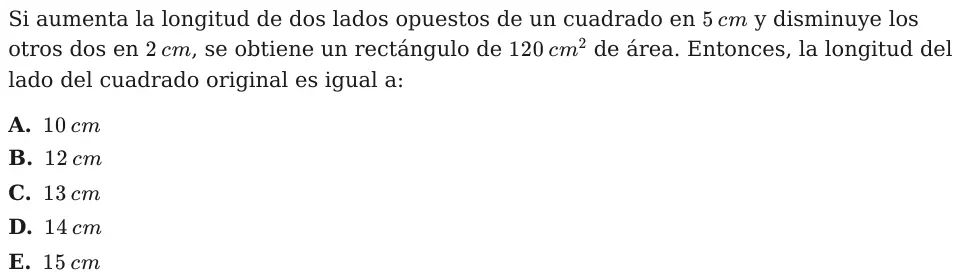 Si aumenta la longitud de dos lados opuestos de un cuadrado en 5 cm y disminuye los
otros dos en 2 cm, se obtiene un rectángulo de 120 cm² de área. Entonces, la longitud del
lado del cuadrado original es igual a:
A. 10 cm
B. 12 cm
C. 13 cm
D. 14 cm
E. 15 cm